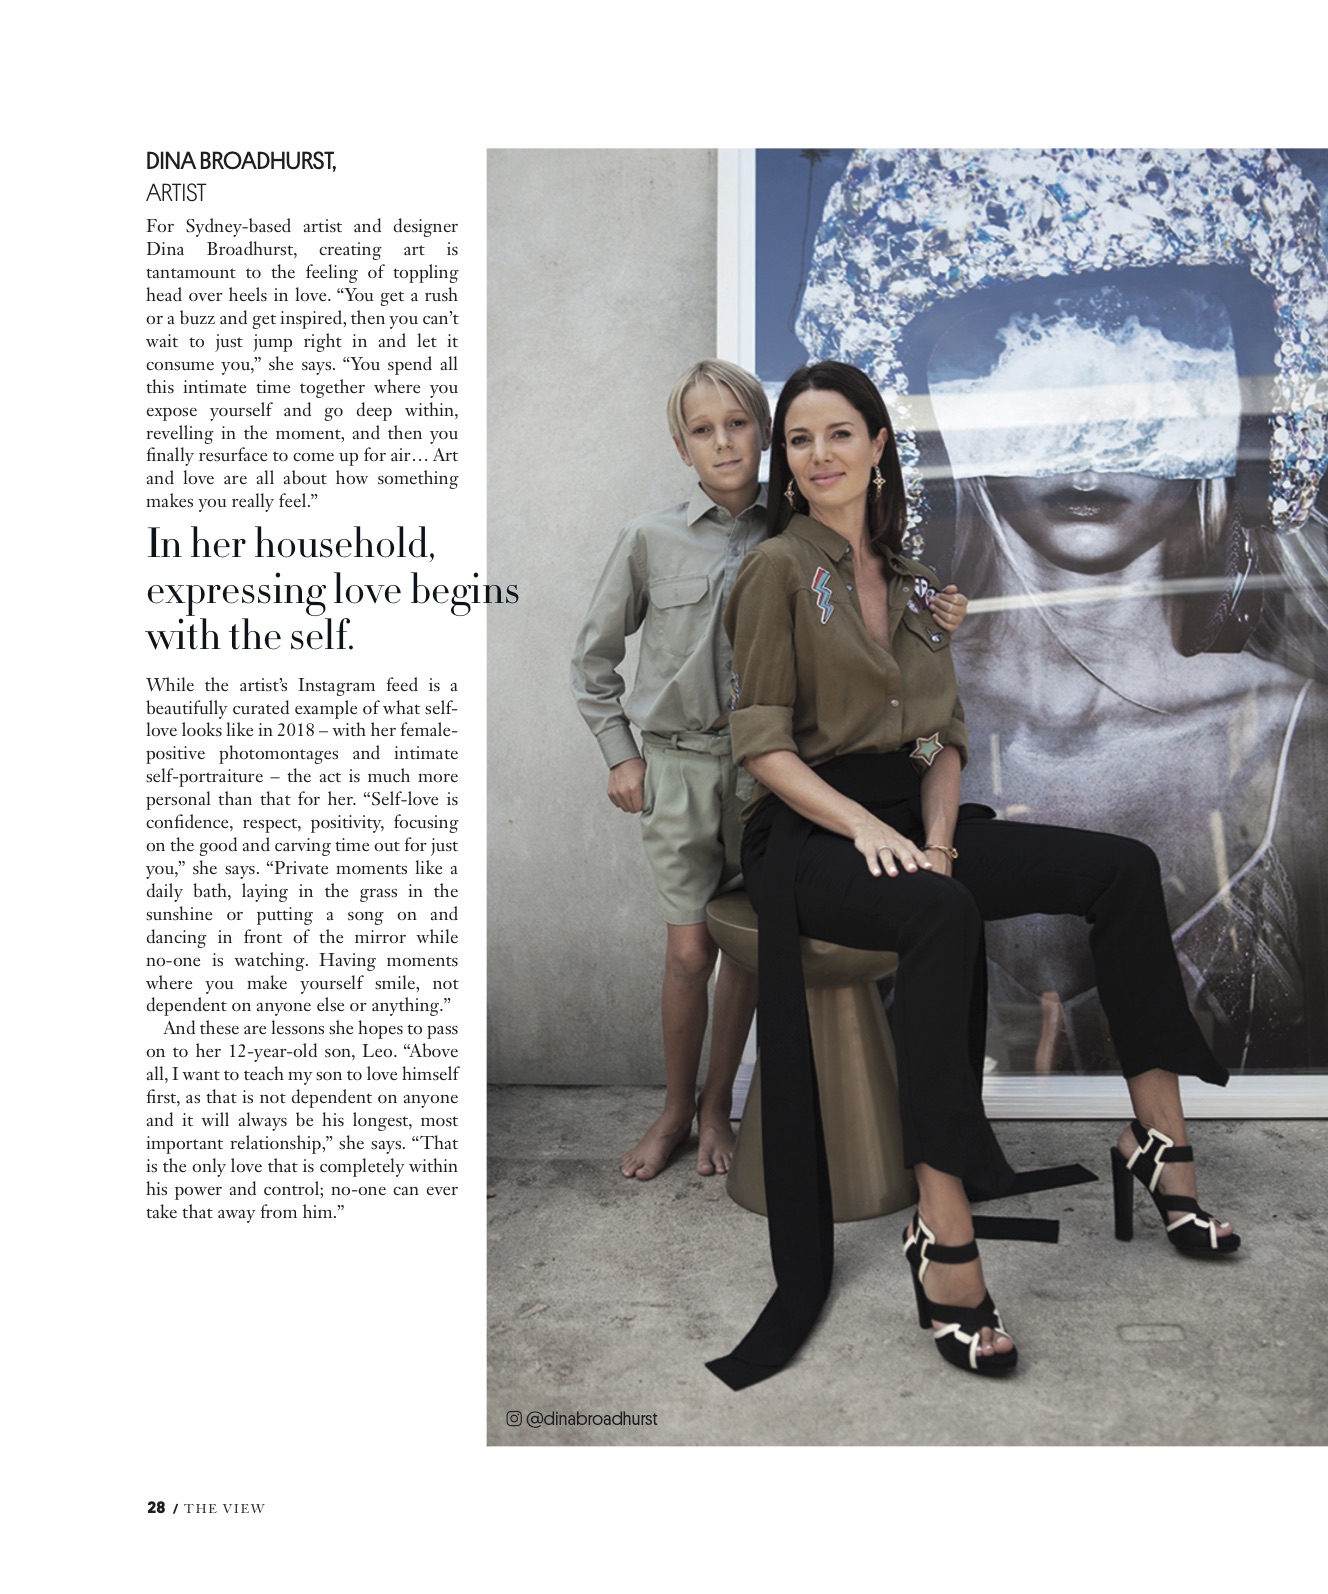 DINA BROADHURST,
ARTIST
For Sydney-based artist and designer
Dina Broadhurst, creating art is
tantamount to the feeling of toppling
head over heels in love. “You get a rush
or a buzz and get inspired, then you can’t
wait to just jump right in and let it
consume you,” she says. “You spend all
this intimate time together where you
expose yourself and go deep within,
revelling in the moment, and then you
finally resurface to come up for air… Art
and love are all about how something
makes you really feel.”
In her household,
expressing love begins
with the self.
While the artist’s Instagram feed is a
beautifully curated example of what self-
love looks like in 2018 – with her female-
positive photomontages and intimate
self-portraiture – the act is much more
personal than that for her. “Self-love is
confidence, respect, positivity, focusing
on the good and carving time out for just
you,” she says. “Private moments like a
daily bath, laying in the grass in the
sunshine or putting a song on and
dancing in front of the mirror while
no-one is watching. Having moments
where you make yourself smile, not
dependent on anyone else or anything.”
And these are lessons she hopes to pass
on to her 12-year-old son, Leo. “Above
all, I want to teach my son to love himself
first, as that is not dependent on anyone
and it will always be his longest, most
important relationship,” she says. “That
is the only love that is completely within
his power and control; no-one can ever
take that away from him.”
@dinabroadhurst
28 / THE VIEW